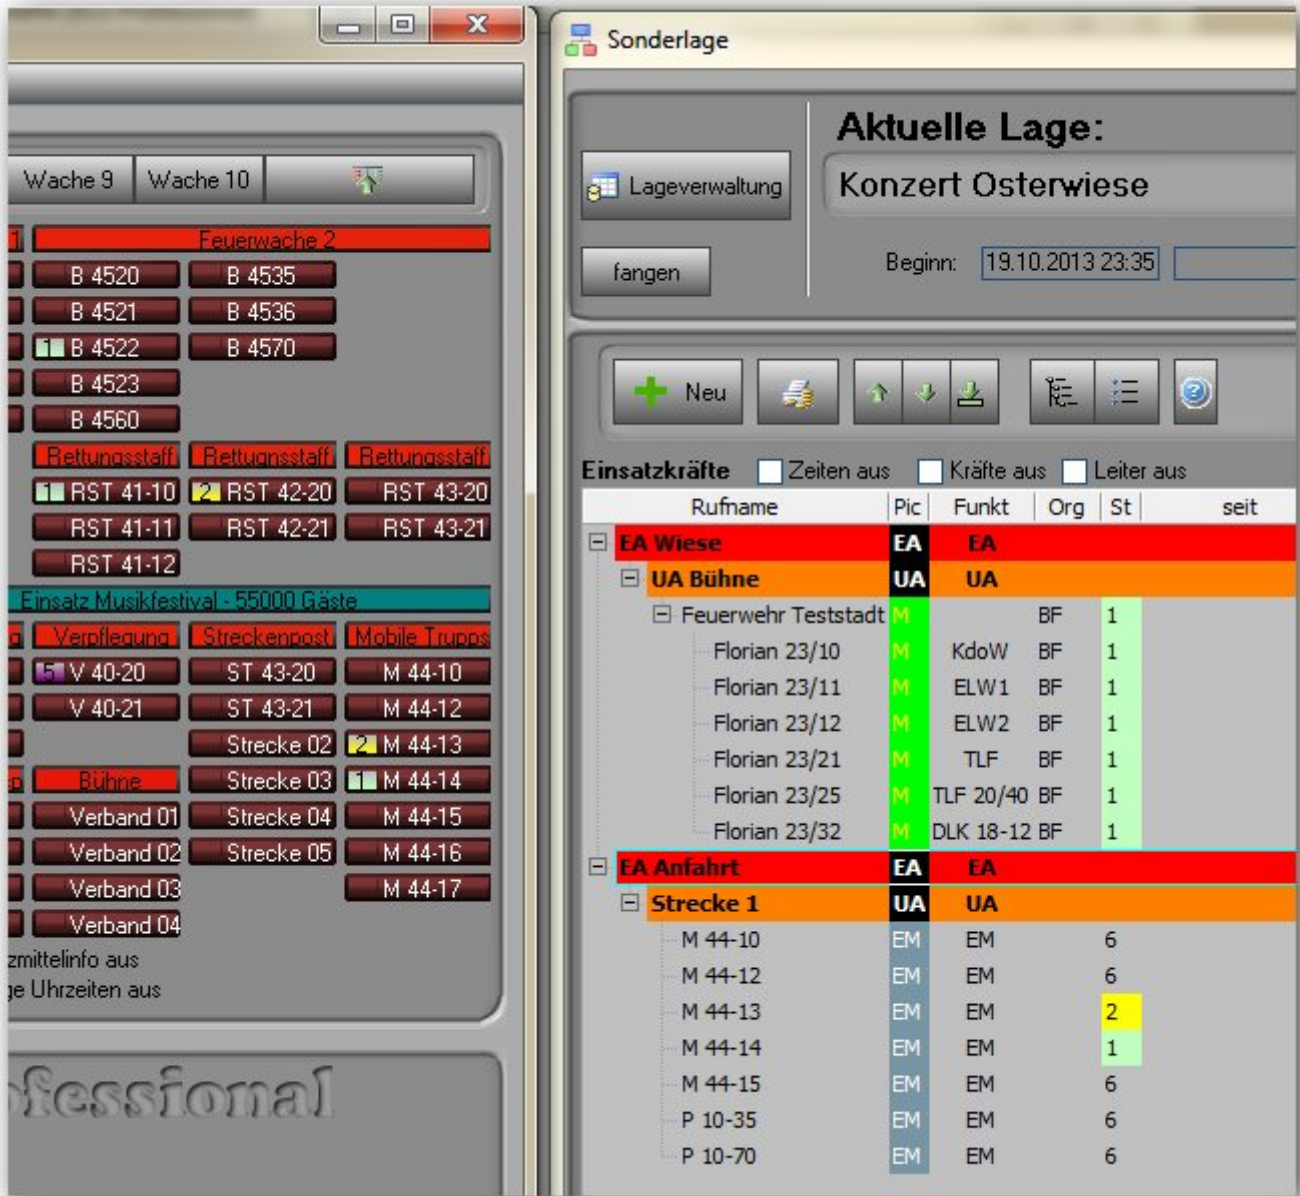 Wache 9 Wache 10
1 Feuerwache 2
B 4520 B 4535
B 4521 B 4536
1 B 4522 B 4570
B 4523
B 4560
Rettungsstaff Rettugnsstaff Rettungsstaff
1 RST 41-10 2 RST 42-20 RST 43-20
RST 41-11 RST 42-21 RST 43-21
RST 41-12
Einsatz Musikfestival - 55000 Gäste
Verpflegung Streckenpost Mobile Trupps
5 V 40-20 ST 43-20 M 44-10
V 40-21 ST 43-21 M 44-12
Strecke 02 2 M 44-13
Bühne Strecke 03 1 M 44-14
Verband 01 Strecke 04 M 44-15
Verband 02 Strecke 05 M 44-16
Verband 03 M 44-17
Verband 04
zmittelinfo aus
ge Uhrzeiten aus
ofessional
Sonderlage
Aktuelle Lage:
Lageverwaltung Konzert Osterwiese
fangen Beginn: 19.10.2013 23:35
Neu
Einsatzkräfte Zeiten aus Kräfte aus Leiter aus
Rufname Pic Funkt Org St seit
EA Wiese EA EA
UA Bühne UA UA
Feuerwehr Teststadt M BF 1
Florian 23/10 M KdoW BF 1
Florian 23/11 M ELW1 BF 1
Florian 23/12 M ELW2 BF 1
Florian 23/21 M TLF BF 1
Florian 23/25 M TLF 20/40 BF 1
Florian 23/32 M DLK 18-12 BF 1
EA Anfahrt EA EA
Strecke 1 UA UA
M 44-10 EM EM 6
M 44-12 EM EM 6
M 44-13 EM EM 2
M 44-14 EM EM 1
M 44-15 EM EM 6
P 10-35 EM EM 6
P 10-70 EM EM 6